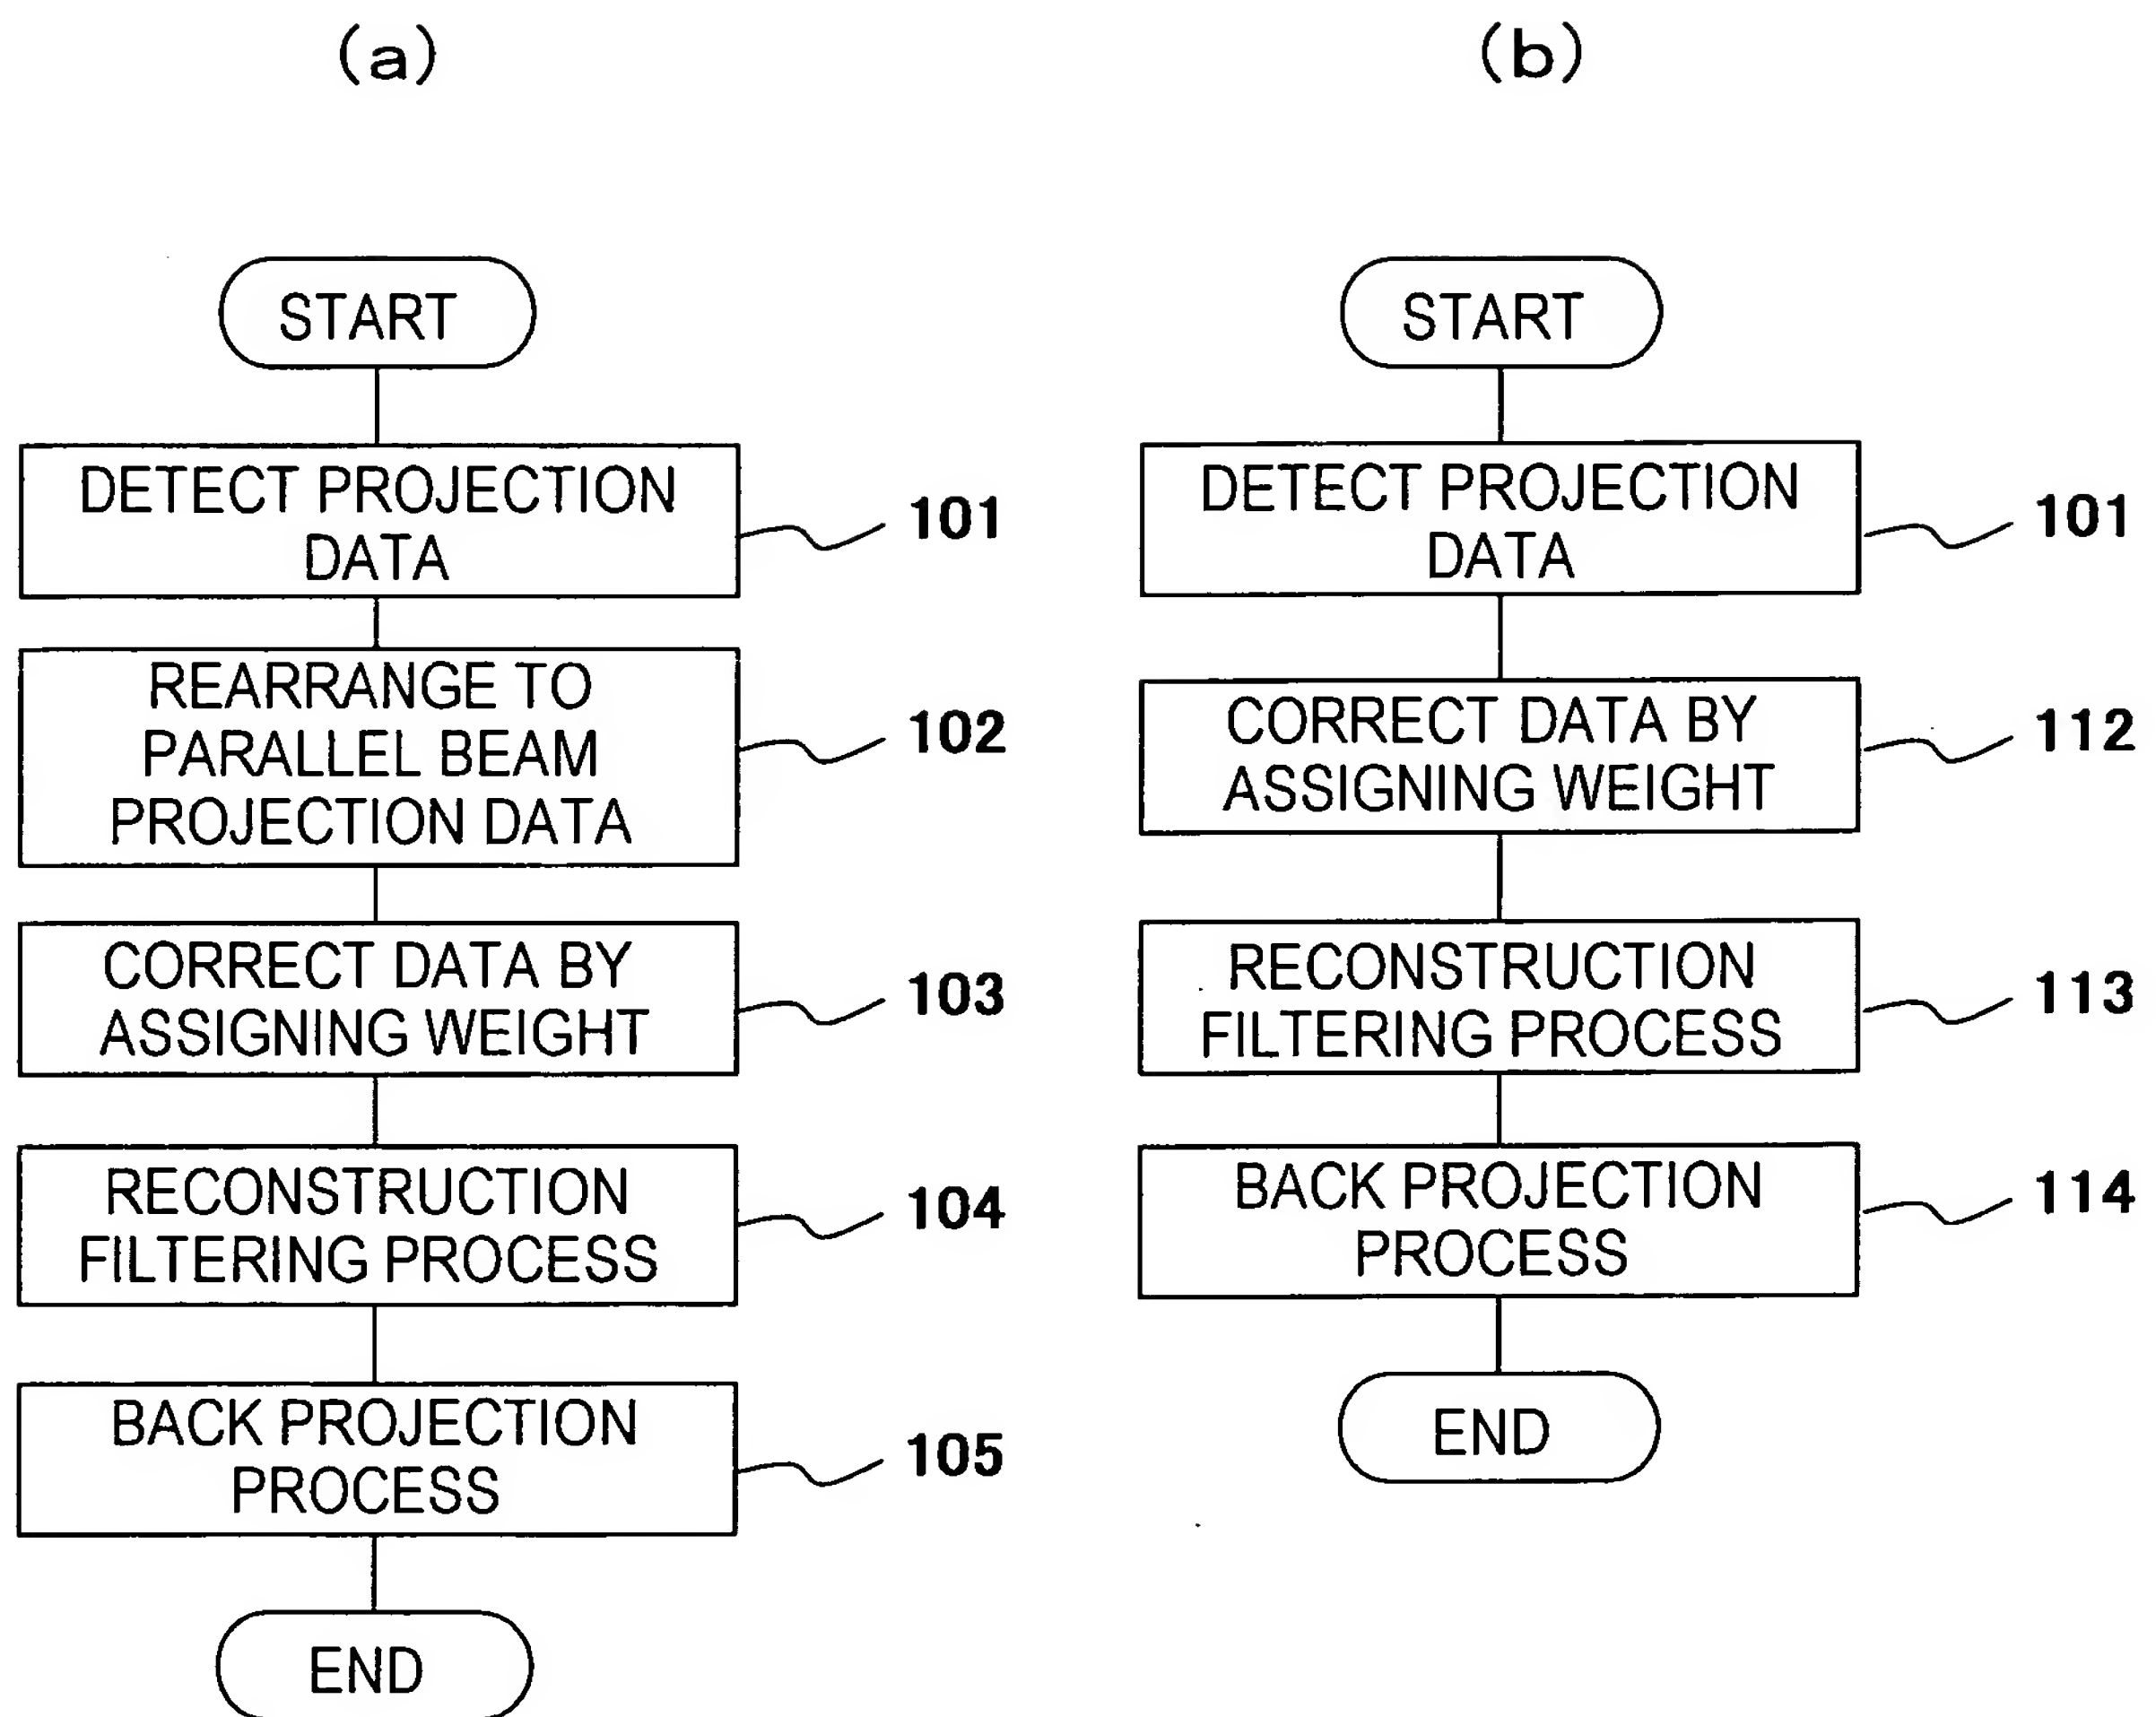 (a)
START
DETECT PROJECTION
DATA
101
REARRANGE TO
PARALLEL BEAM
PROJECTION DATA
102
CORRECT DATA BY
ASSIGNING WEIGHT
103
RECONSTRUCTION
FILTERING PROCESS
104
BACK PROJECTION
PROCESS
105
END
(b)
START
DETECT PROJECTION
DATA
101
CORRECT DATA BY
ASSIGNING WEIGHT
112
RECONSTRUCTION
FILTERING PROCESS
113
BACK PROJECTION
PROCESS
114
END